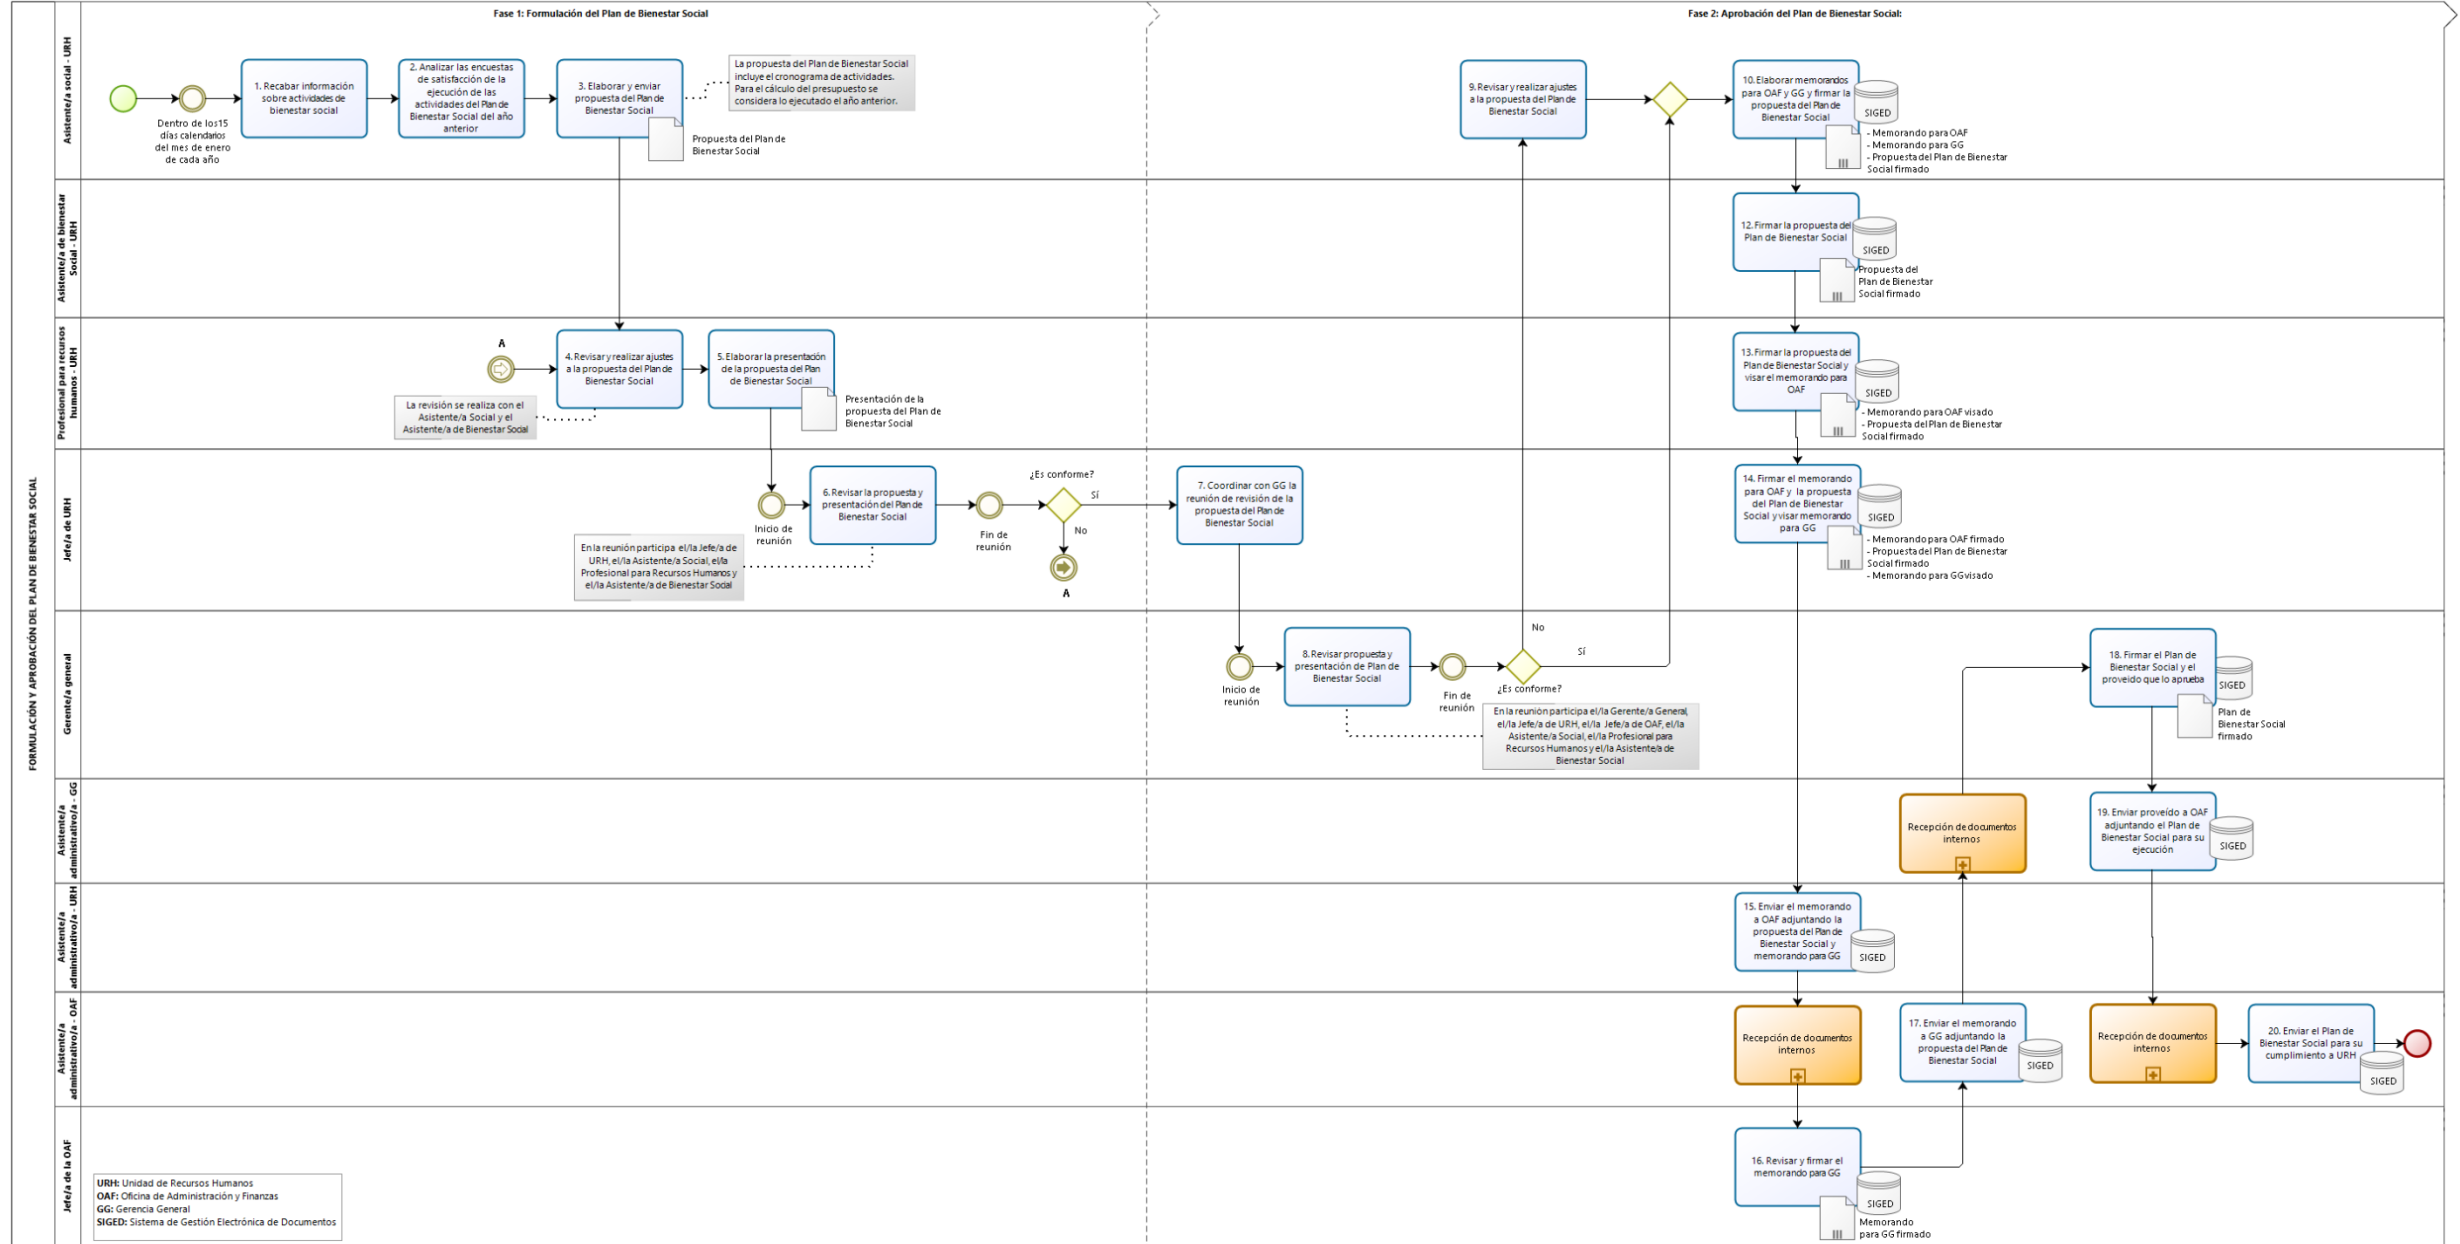 Fase 1: Formulación del Plan de Bienestar Social
Fase 2: Aprobación del Plan de Bienestar Social:
FORMULACIÓN Y APROBACIÓN DEL PLAN DE BIENESTAR SOCIAL
Asistente/a social - URH
Dentro de los15
días calendarios
del mes de enero
de cada año
1. Recabar información
sobre actividades de
bienestar social
2. Analizar las encuestas
de satisfacción de la
ejecución de las
actividades del Plan de
Bienestar Social del año
anterior
3. Elaborar y enviar
propuesta del Plan de
Bienestar Social
Propuesta del Plan de
Bienestar Social
La propuesta del Plan de Bienestar Social
incluye el cronograma de actividades.
Para el cálculo del presupuesto se
considera lo ejecutado el año anterior.
9. Revisar y realizar ajustes
a la propuesta del Plan de
Bienestar Social
10. Elaborar memorandos
para OAF y GG y firmar la
propuesta del Plan de
Bienestar Social
SIGED
- Memorando para OAF
- Memorando para GG
- Propuesta del Plan de Bienestar
Social firmado
Asistente/a de bienestar
Social - URH
12. Firmar la propuesta del
Plan de Bienestar Social
SIGED
Propuesta del
Plan de Bienestar
Social firmado
Profesional para recursos
humanos - URH
A
4. Revisar y realizar ajustes
a la propuesta del Plan de
Bienestar Social
La revisión se realiza con el
Asistente/a Social y el
Asistente/a de Bienestar Social
5. Elaborar la presentación
de la propuesta del Plan
de Bienestar Social
Presentación de la
propuesta del Plan de
Bienestar Social
13. Firmar la propuesta del
Plan de Bienestar Social y
visar el memorando para
OAF
SIGED
- Memorando para OAF visado
- Propuesta del Plan de Bienestar
Social firmado
Jefe/a de URH
Inicio de
reunión
6. Revisar la propuesta y
presentación del Plan de
Bienestar Social
En la reunión participa el/la Jefe/a de
URH, el/la Asistente/a Social, el/la
Profesional para Recursos Humanos y
el/la Asistente/a de Bienestar Social
Fin de
reunión
¿Es conforme?
Sí
No
A
7. Coordinar con GG la
reunión de revisión de la
propuesta del Plan de
Bienestar Social
14. Firmar el memorando
para OAF y la propuesta
del Plan de Bienestar
Social y visar memorando
para GG
SIGED
- Memorando para OAF firmado
- Propuesta del Plan de Bienestar
Social firmado
- Memorando para GG visado
Gerente/a general
Inicio de
reunión
8. Revisar propuesta y
presentación de Plan de
Bienestar Social
Fin de
reunión
No
Sí
¿Es conforme?
En la reunión participa el/la Gerente/a General,
el/la Jefe/a de URH, el/la Jefe/a de OAF, el/la
Asistente/a Social, el/la Profesional para
Recursos Humanos y el/la Asistente/a de
Bienestar Social
18. Firmar el Plan de
Bienestar Social y el
proveido que lo aprueba
SIGED
Plan de
Bienestar Social
firmado
Asistente/a
administrativo/a - GG
Recepción de documentos
internos
19. Enviar proveído a OAF
adjuntando el Plan de
Bienestar Social para su
ejecución
SIGED
Asistente/a
administrativo/a - URH
15. Enviar el memorando
a OAF adjuntando la
propuesta del Plan de
Bienestar Social y
memorando para GG
SIGED
Asistente/a
administrativo/a - OAF
Recepción de documentos
internos
17. Enviar el memorando
a GG adjuntando la
propuesta del Plan de
Bienestar Social
SIGED
Recepción de documentos
internos
20. Enviar el Plan de
Bienestar Social para su
cumplimiento a URH
SIGED
Jefe/a de la OAF
16. Revisar y firmar el
memorando para GG
SIGED
Memorando
para GG firmado
URH: Unidad de Recursos Humanos
OAF: Oficina de Administración y Finanzas
GG: Gerencia General
SIGED: Sistema de Gestión Electrónica de Documentos